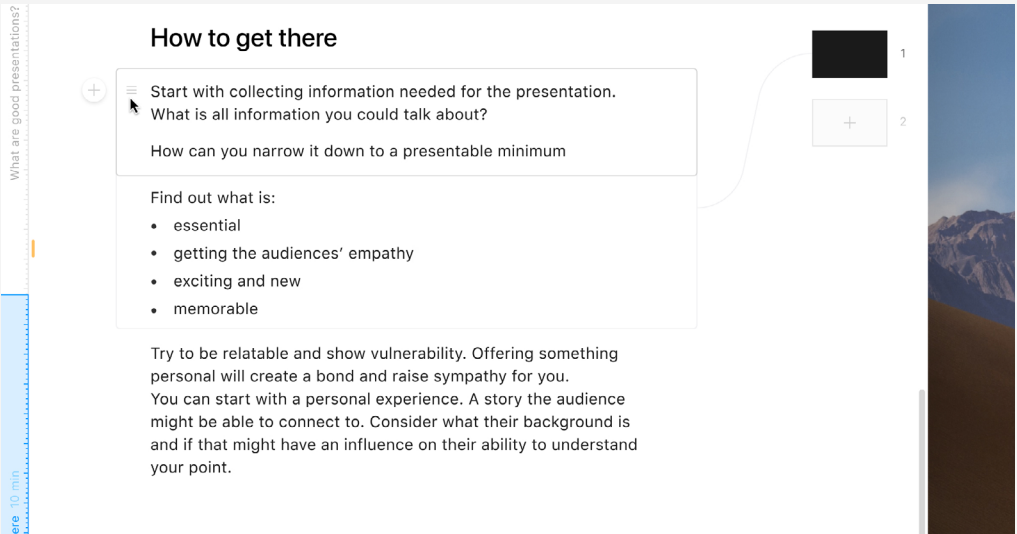 What are good presentations?
How to get there
Start with collecting information needed for the presentation.
What is all information you could talk about?
How can you narrow it down to a presentable minimum
Find out what is:
• essential
• getting the audiences’ empathy
• exciting and new
• memorable
Try to be relatable and show vulnerability. Offering something
personal will create a bond and raise sympathy for you.
You can start with a personal experience. A story the audience
might be able to connect to. Consider what their background is
and if that might have an influence on their ability to understand
your point.
1
2
ere 10 min